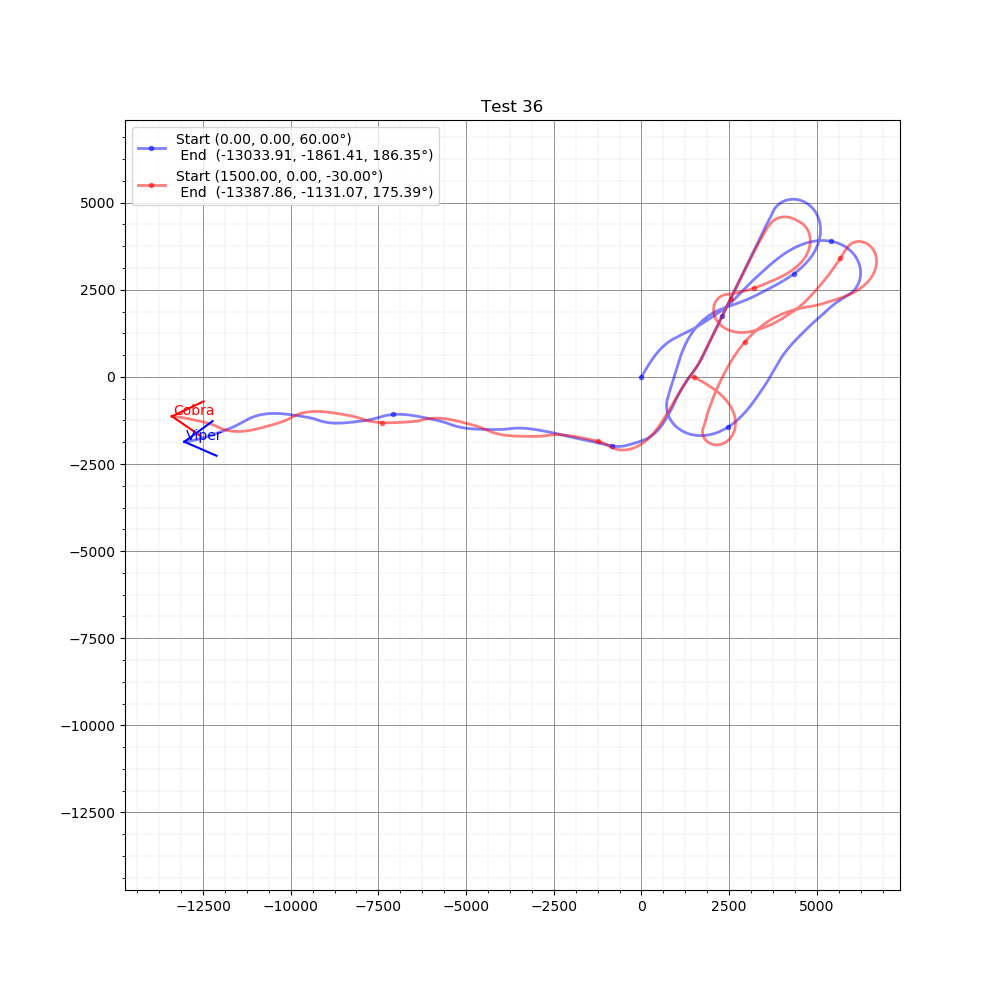 Test 36
Start (0.00, 0.00, 60.00°)
End (-13033.91, -1861.41, 186.35°)
Start (1500.00, 0.00, -30.00°)
End (-13387.86, -1131.07, 175.39°)
5000
2500
0
−2500
−5000
−7500
−10000
−12500
Cobra
Viper
−12500 −10000 −7500 −5000 −2500 0 2500 5000